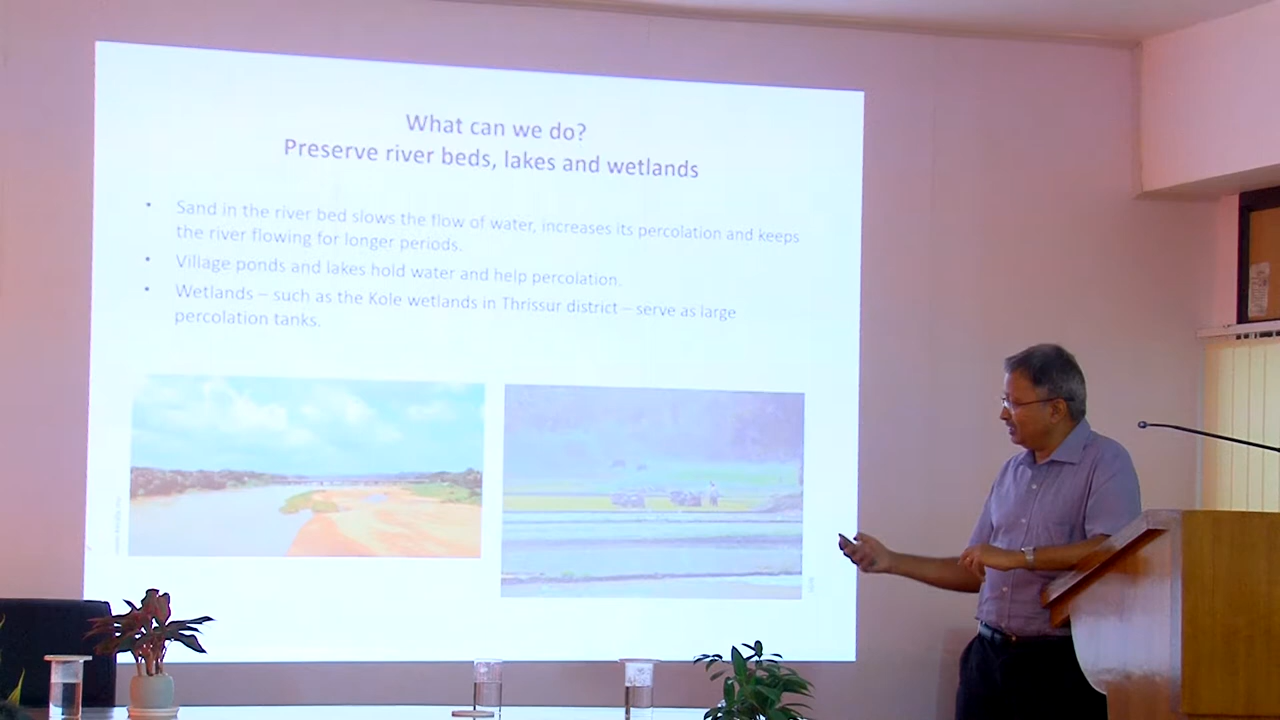 What can we do?
Preserve river beds, lakes and wetlands
• Sand in the river bed slows the flow of water, increases its percolation and keeps
the river flowing for longer periods.
• Village ponds and lakes hold water and help percolation.
• Wetlands – such as the Kole wetlands in Thrissur district – serve as large
percolation tanks.